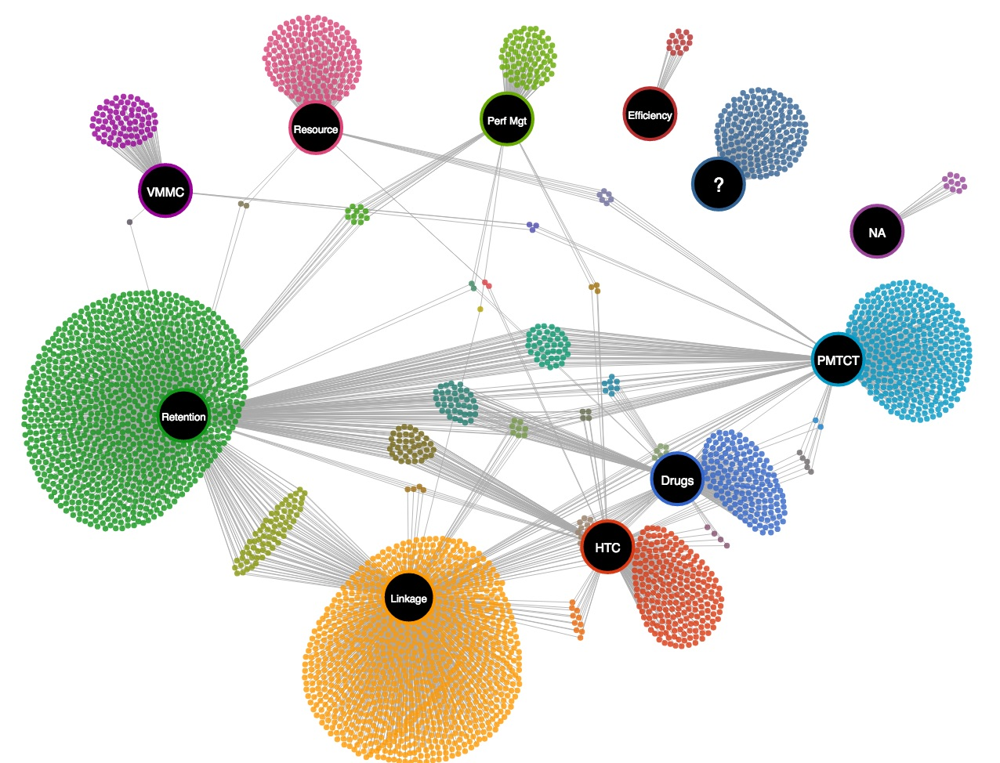 Efficiency
Perf Mgt
Resource
?
VMMC
NA
PMTCT
Retention
Drugs
HTC
Linkage